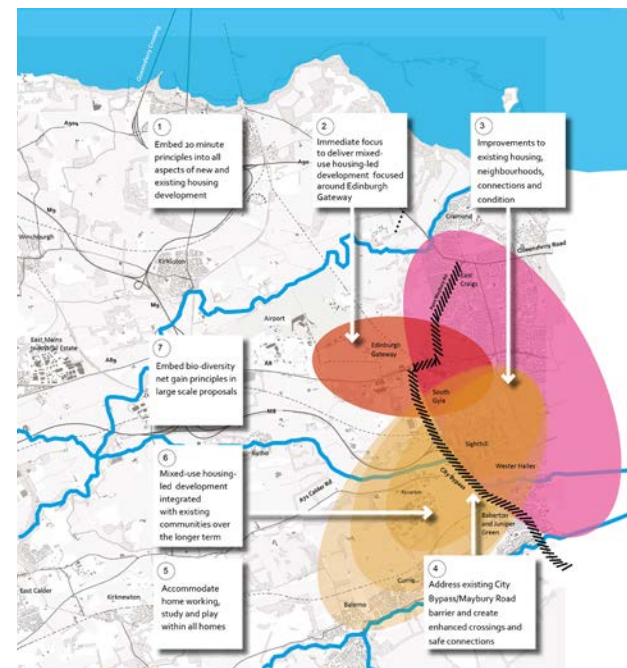 Queensferry Crossing
A904
A90
1
Embed 20 minute
principles into all
aspects of new and
existing housing
development
2
Immediate focus
to deliver mixed-
use housing-led
development focused
around Edinburgh
Gateway
3
Improvements to
existing housing,
neighbourhoods,
connections and
condition
M9
Winchburgh
Kirkliston
Cramond
Queensferry Road
East
Craigs
M9
Airport
East Mains
Industrial Estate
A89
Edinburgh
Gateway
A8
7
Embed bio-diversity
net gain principles in
large scale proposals
South
Gyle
M8
Sighthill
Wester Hailes
Ratho
City Bypass
6
Mixed-use housing-
led development
integrated
with existing
communities over
the longer term
A71 Calder Rd
Riccarton
Baberton
and Juniper
Green
5
Accommodate
home working,
study and play
within all homes
East Calder
Kirknewton
Currie
Balerno
4
Address existing City
Bypass/Maybury Road
barrier and create
enhanced crossings and
safe connections